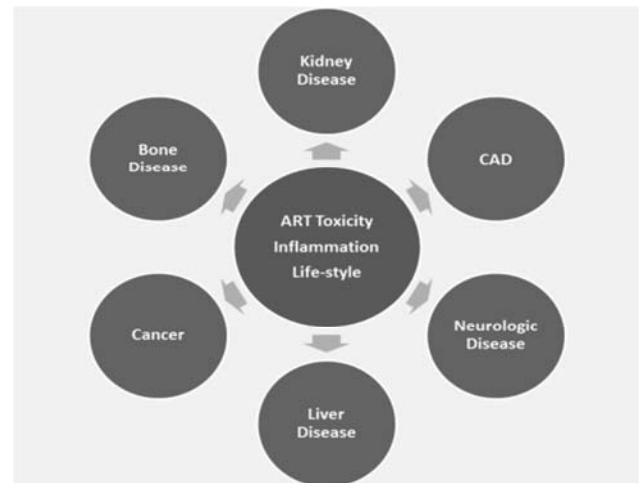 Kidney
Disease
Bone
Disease
CAD
ART Toxicity
Inflammation
Life-style
Cancer
Neurologic
Disease
Liver
Disease